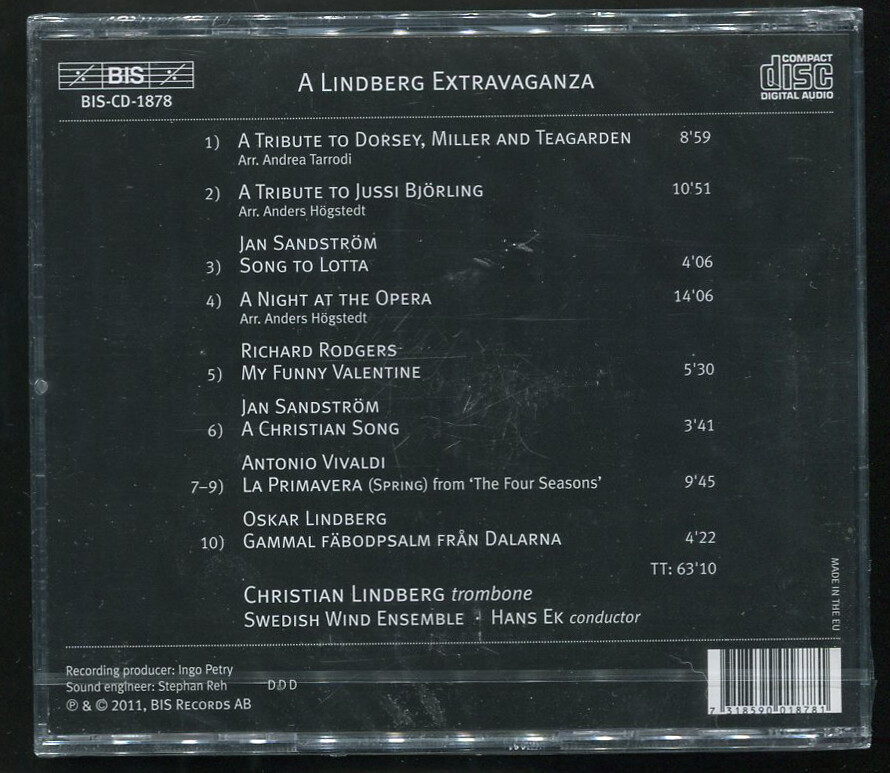 BIS
BIS-CD-1878
A LINDBERG EXTRAVAGANZA
COMPACT
disc
DIGITAL AUDIO
1) A TRIBUTE TO DORSEY, MILLER AND TEAGARDEN 8'59
Arr. Andrea Tarrodi
2) A TRIBUTE TO JUSSI BJÖRLING 10'51
Arr. Anders Högstedt
JAN SANDSTRÖM
3) SONG TO LOTTA 4'06
4) A NIGHT AT THE OPERA 14'06
Arr. Anders Högstedt
RICHARD RODGERS
5) MY FUNNY VALENTINE 5'30
JAN SANDSTRÖM
6) A CHRISTIAN SONG 3'41
ANTONIO VIVALDI
7–9) LA PRIMAVERA (SPRING) from ‘The Four Seasons’ 9'45
OSKAR LINDBERG
10) GAMMAL FÄBODPSALM FRÅN DALARNA 4'22
TT: 63'10
CHRISTIAN LINDBERG trombone
SWEDISH WIND ENSEMBLE · HANS EK conductor
MADE IN THE EU
Recording producer: Ingo Petry
Sound engineer: Stephan Reh DDD
℗ & © 2011, BIS RECORDS AB
7 318590 018781